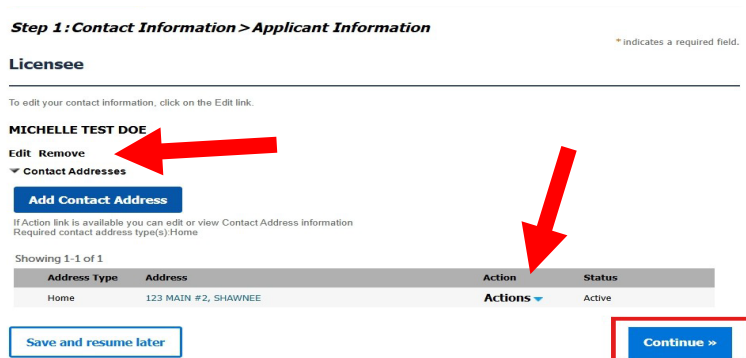 Step 1:Contact Information>Applicant Information
* indicates a required field.
Licensee
To edit your contact information, click on the Edit link.
MICHELLE TEST DOE
Edit Remove
Contact Addresses
Add Contact Address
If Action link is available you can edit or view Contact Address information
Required contact address type(s):Home
Showing 1-1 of 1
Address Type Address Action Status
Home 123 MAIN #2, SHAWNEE Actions Active
Save and resume later Continue »